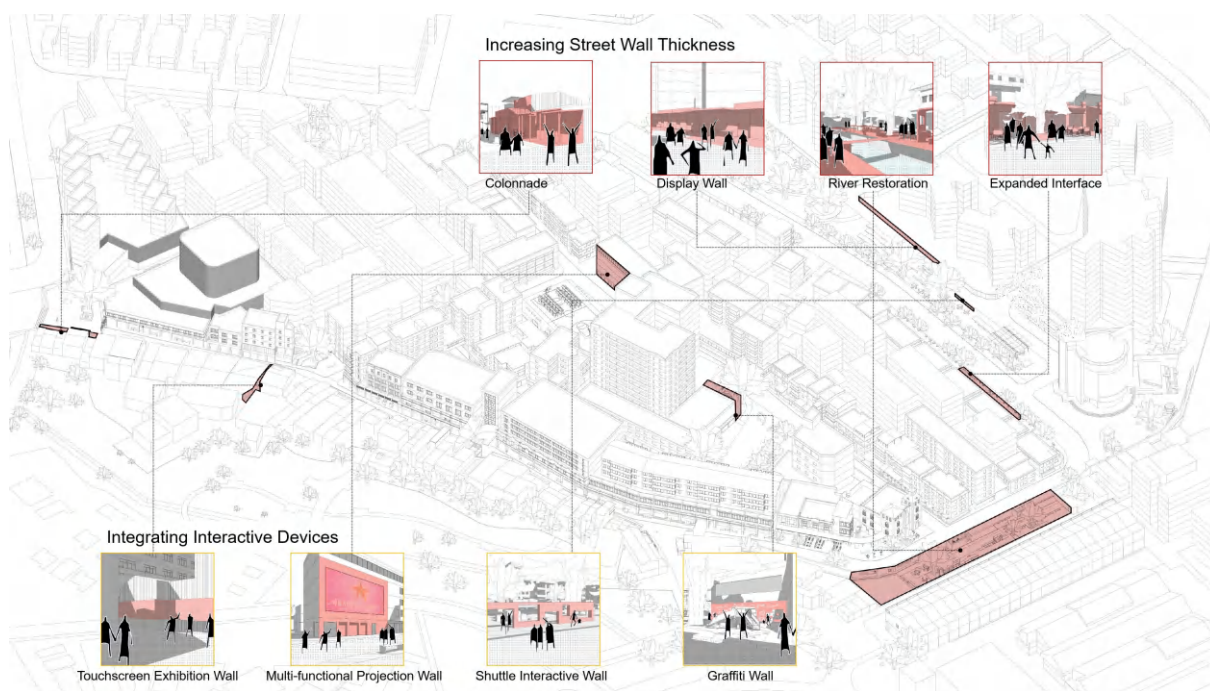 Increasing Street Wall Thickness
Colonnade
Display Wall
River Restoration
Expanded Interface
Integrating Interactive Devices
Touchscreen Exhibition Wall
Multi-functional Projection Wall
Shuttle Interactive Wall
Graffiti Wall